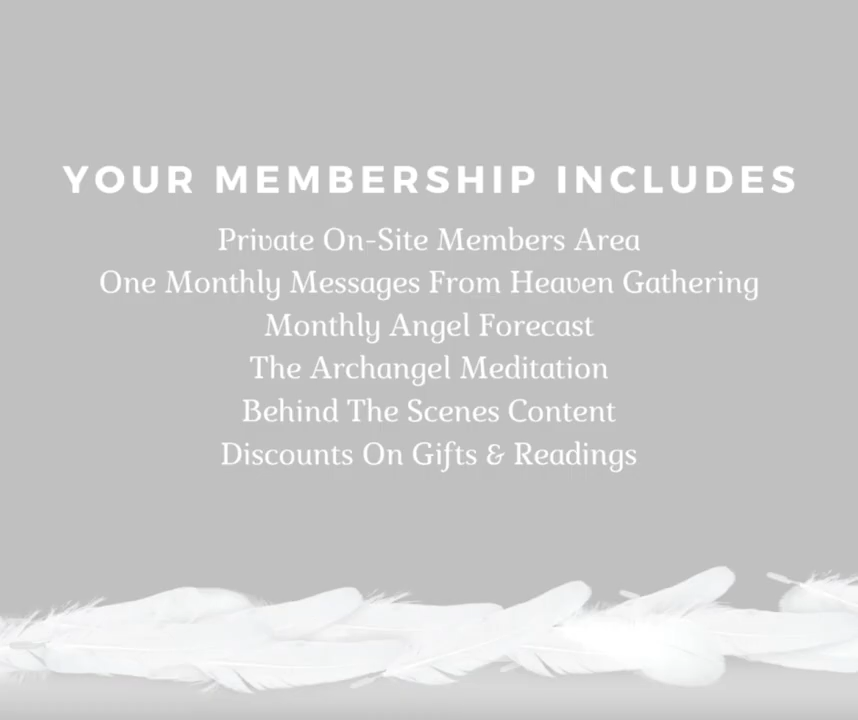 YOUR MEMBERSHIP INCLUDES
Private On-Site Members Area
One Monthly Messages From Heaven Gathering
Monthly Angel Forecast
The Archangel Meditation
Behind The Scenes Content
Discounts On Gifts & Readings